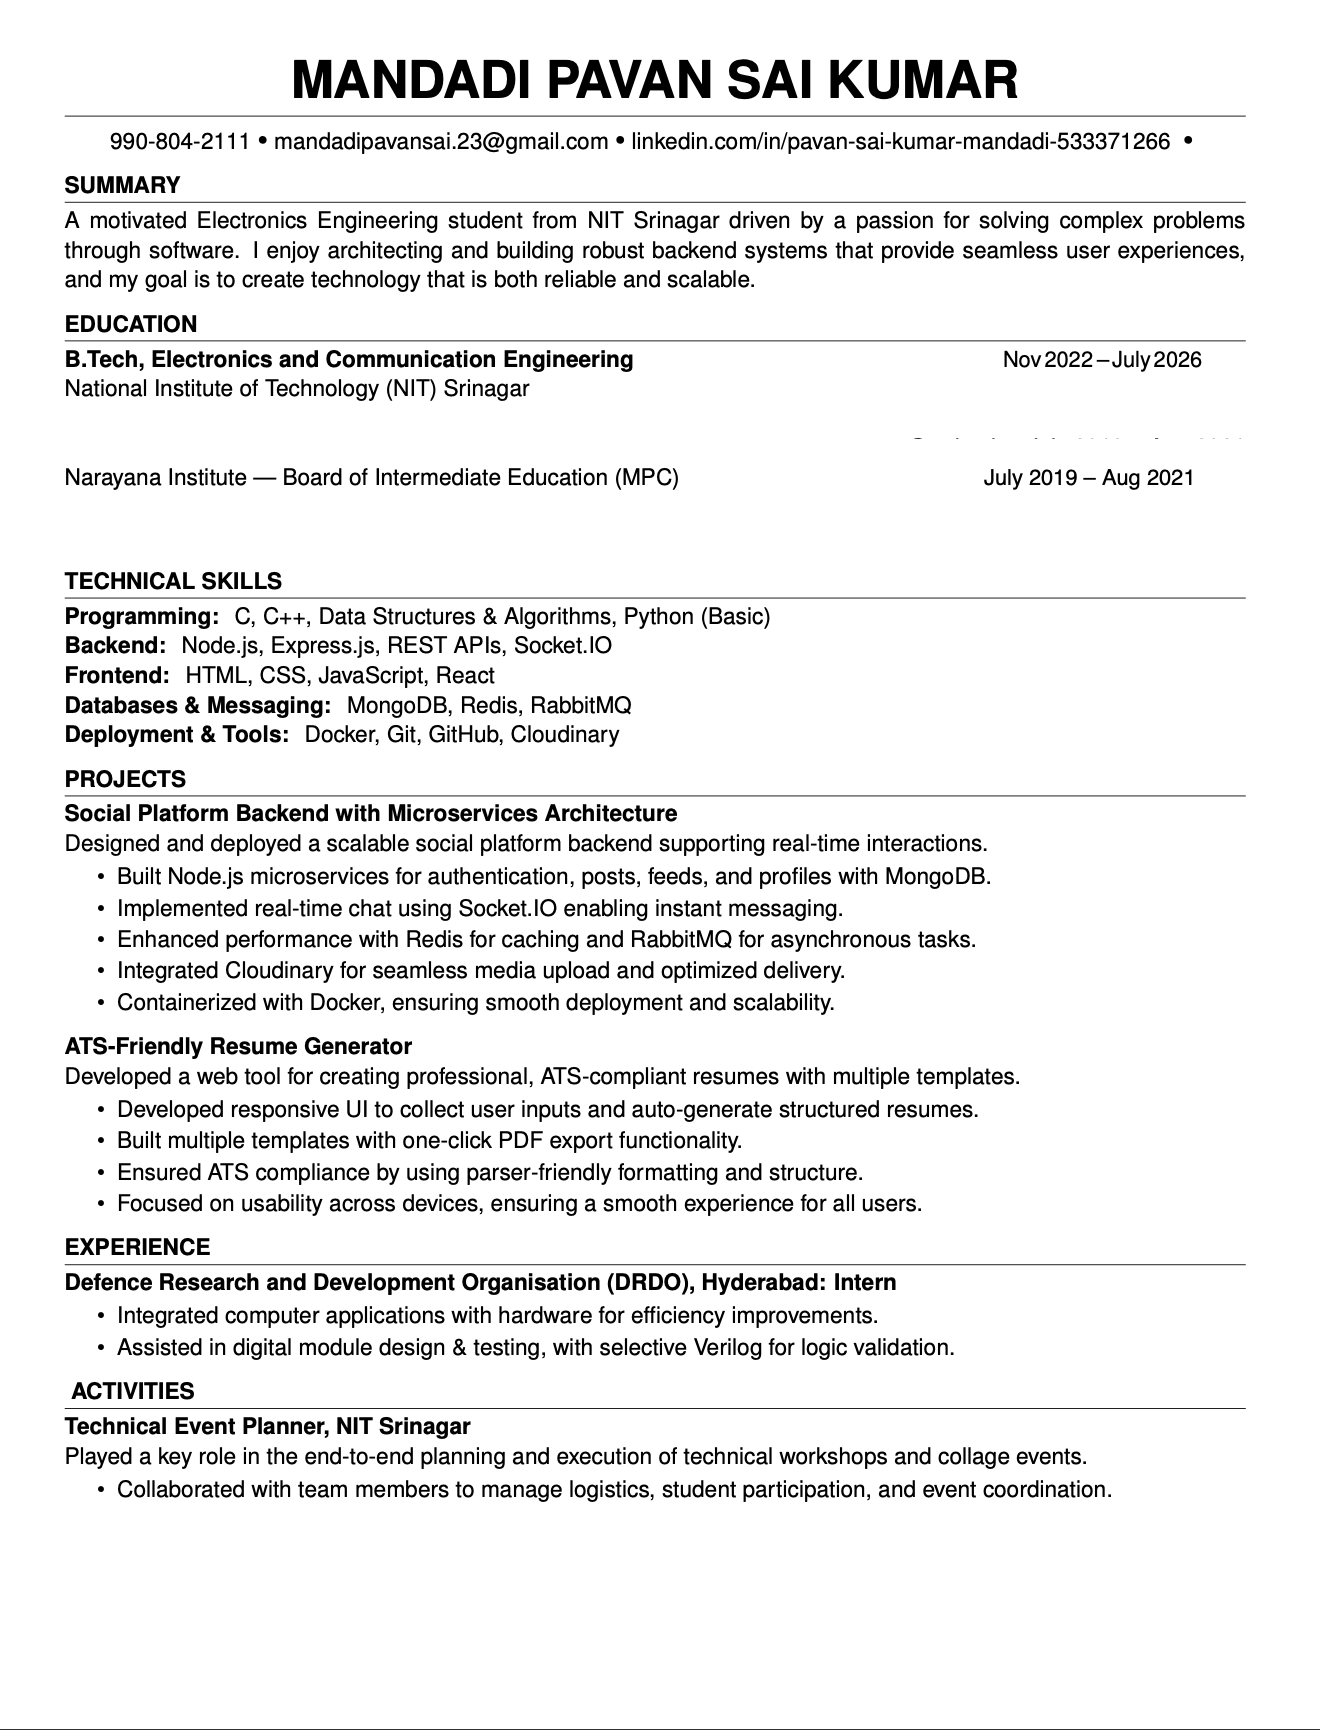 MANDADI PAVAN SAI KUMAR
990-804-2111 • mandadipavansai.23@gmail.com • linkedin.com/in/pavan-sai-kumar-mandadi-533371266 •
SUMMARY
A motivated Electronics Engineering student from NIT Srinagar driven by a passion for solving complex problems
through software. I enjoy architecting and building robust backend systems that provide seamless user experiences,
and my goal is to create technology that is both reliable and scalable.
EDUCATION
B.Tech, Electronics and Communication Engineering Nov 2022 – July 2026
National Institute of Technology (NIT) Srinagar
Narayana Institute — Board of Intermediate Education (MPC) July 2019 – Aug 2021
TECHNICAL SKILLS
Programming: C, C++, Data Structures & Algorithms, Python (Basic)
Backend: Node.js, Express.js, REST APIs, Socket.IO
Frontend: HTML, CSS, JavaScript, React
Databases & Messaging: MongoDB, Redis, RabbitMQ
Deployment & Tools: Docker, Git, GitHub, Cloudinary
PROJECTS
Social Platform Backend with Microservices Architecture
Designed and deployed a scalable social platform backend supporting real-time interactions.
• Built Node.js microservices for authentication, posts, feeds, and profiles with MongoDB.
• Implemented real-time chat using Socket.IO enabling instant messaging.
• Enhanced performance with Redis for caching and RabbitMQ for asynchronous tasks.
• Integrated Cloudinary for seamless media upload and optimized delivery.
• Containerized with Docker, ensuring smooth deployment and scalability.
ATS-Friendly Resume Generator
Developed a web tool for creating professional, ATS-compliant resumes with multiple templates.
• Developed responsive UI to collect user inputs and auto-generate structured resumes.
• Built multiple templates with one-click PDF export functionality.
• Ensured ATS compliance by using parser-friendly formatting and structure.
• Focused on usability across devices, ensuring a smooth experience for all users.
EXPERIENCE
Defence Research and Development Organisation (DRDO), Hyderabad: Intern
• Integrated computer applications with hardware for efficiency improvements.
• Assisted in digital module design & testing, with selective Verilog for logic validation.
ACTIVITIES
Technical Event Planner, NIT Srinagar
Played a key role in the end-to-end planning and execution of technical workshops and collage events.
• Collaborated with team members to manage logistics, student participation, and event coordination.